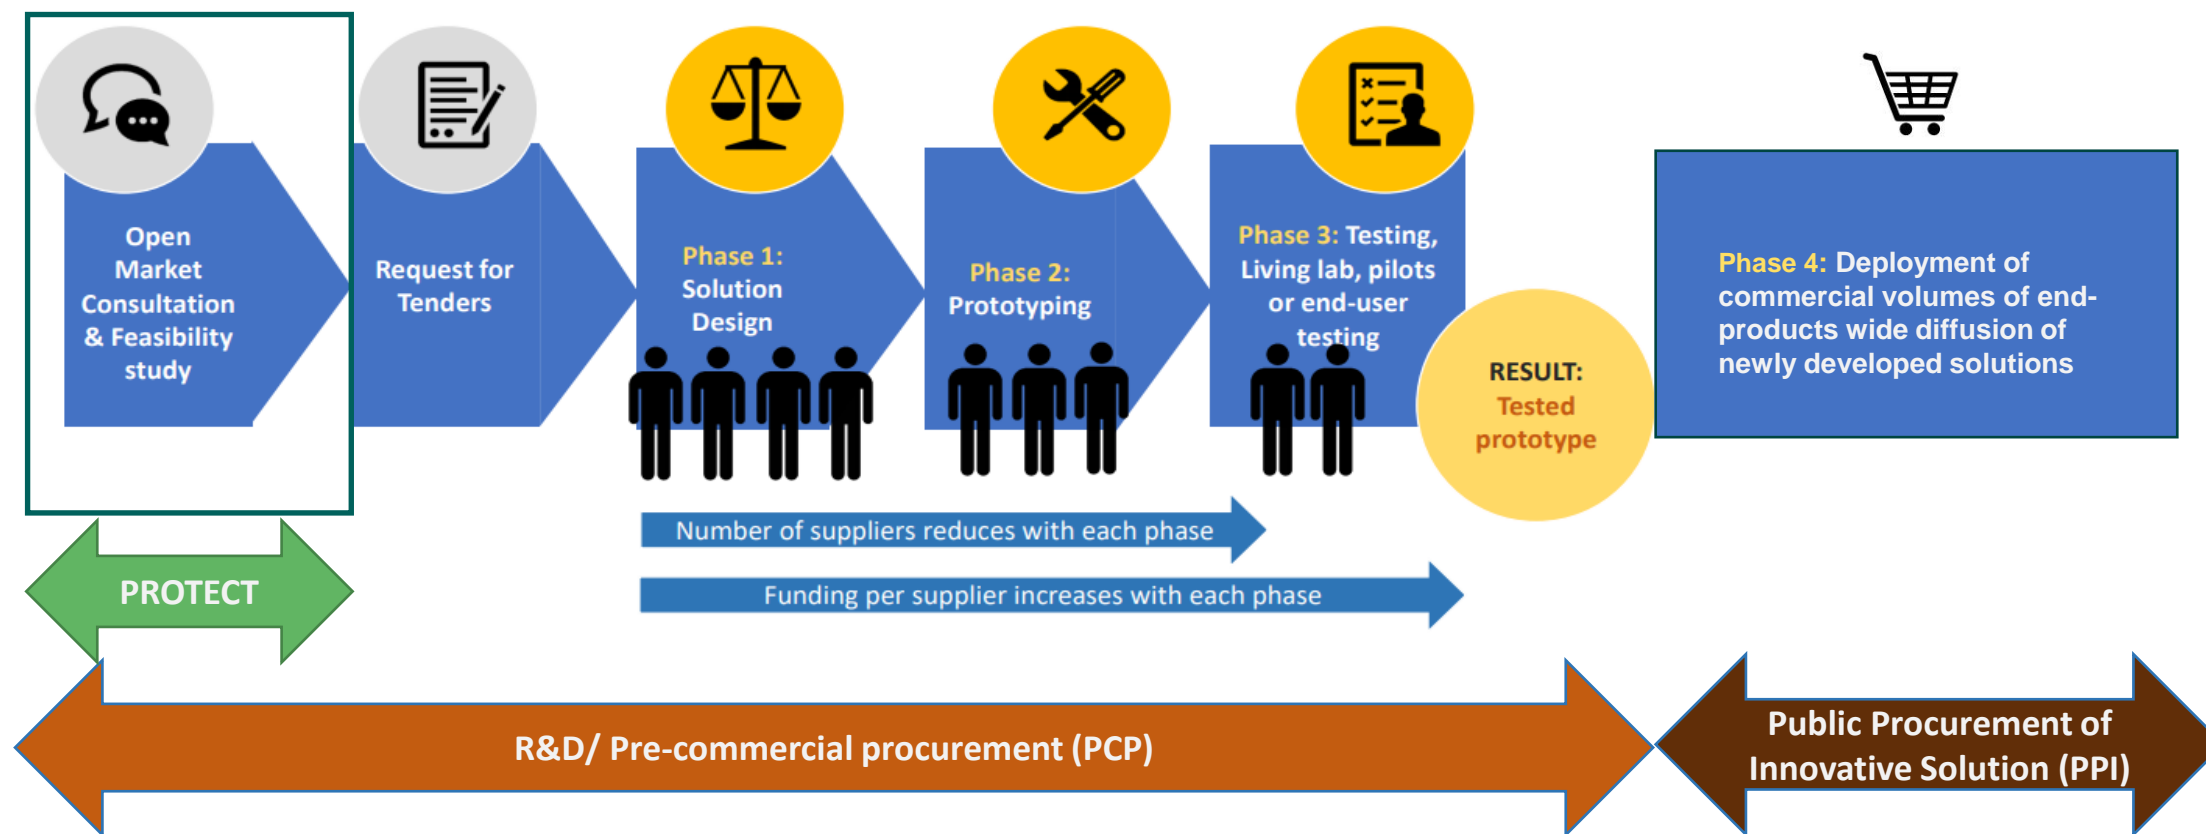 Open
Market
Consultation
& Feasibility
study
Request for
Tenders
Phase 1:
Solution
Design
Phase 2:
Prototyping
Phase 3: Testing,
Living lab, pilots
or end-user
testing
RESULT:
Tested
prototype
Phase 4: Deployment of
commercial volumes of end-
products wide diffusion of
newly developed solutions
Number of suppliers reduces with each phase
Funding per supplier increases with each phase
PROTECT
R&D/ Pre-commercial procurement (PCP)
Public Procurement of
Innovative Solution (PPI)